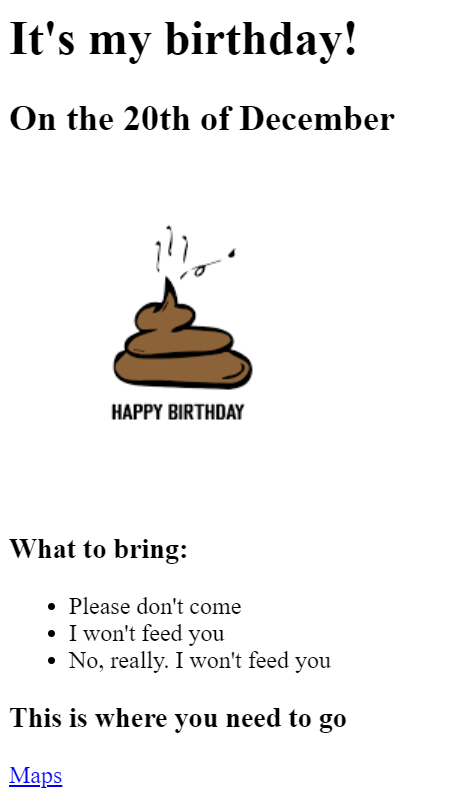 It's my birthday!
On the 20th of December
HAPPY BIRTHDAY
What to bring:
Please don't come
I won't feed you
No, really. I won't feed you
This is where you need to go
Maps